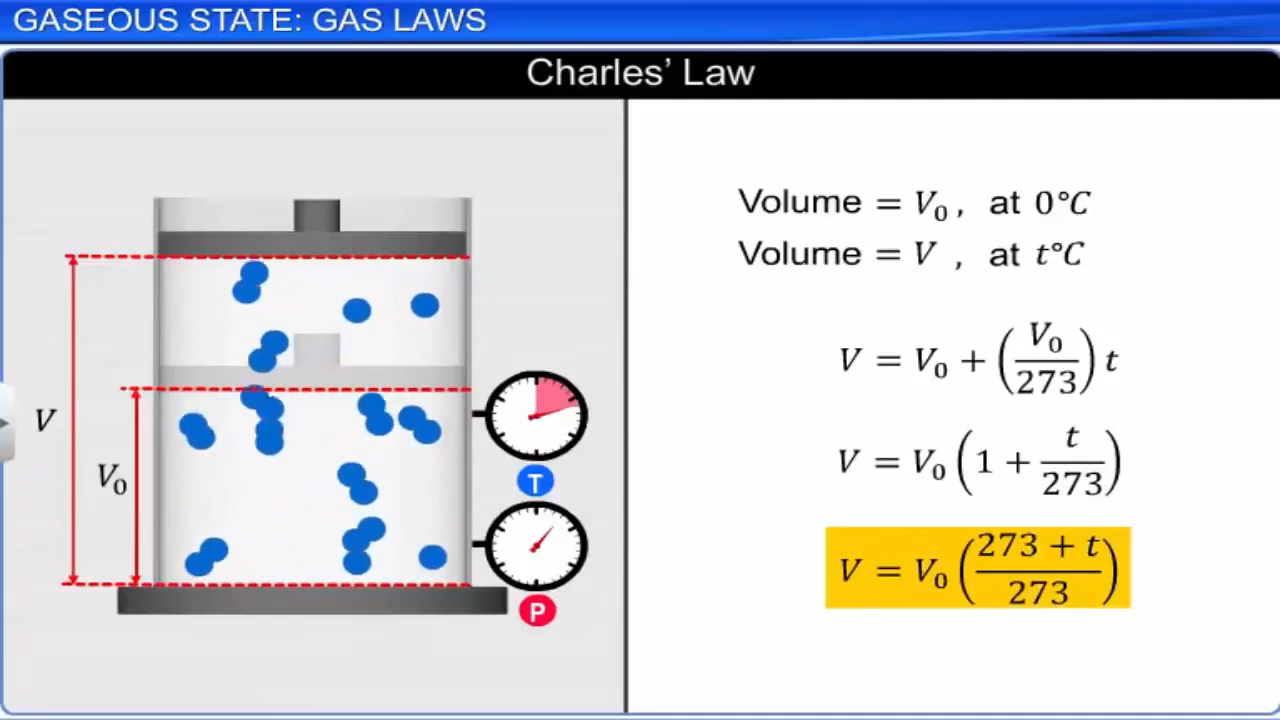 GASEOUS STATE: GAS LAWS
Charles’ Law
V
V₀
T
P
Volume = V₀ , at 0°C
Volume = V , at t°C
V = V₀ + (V₀/273) t
V = V₀ (1 + t/273)
V = V₀ ((273 + t)/273)